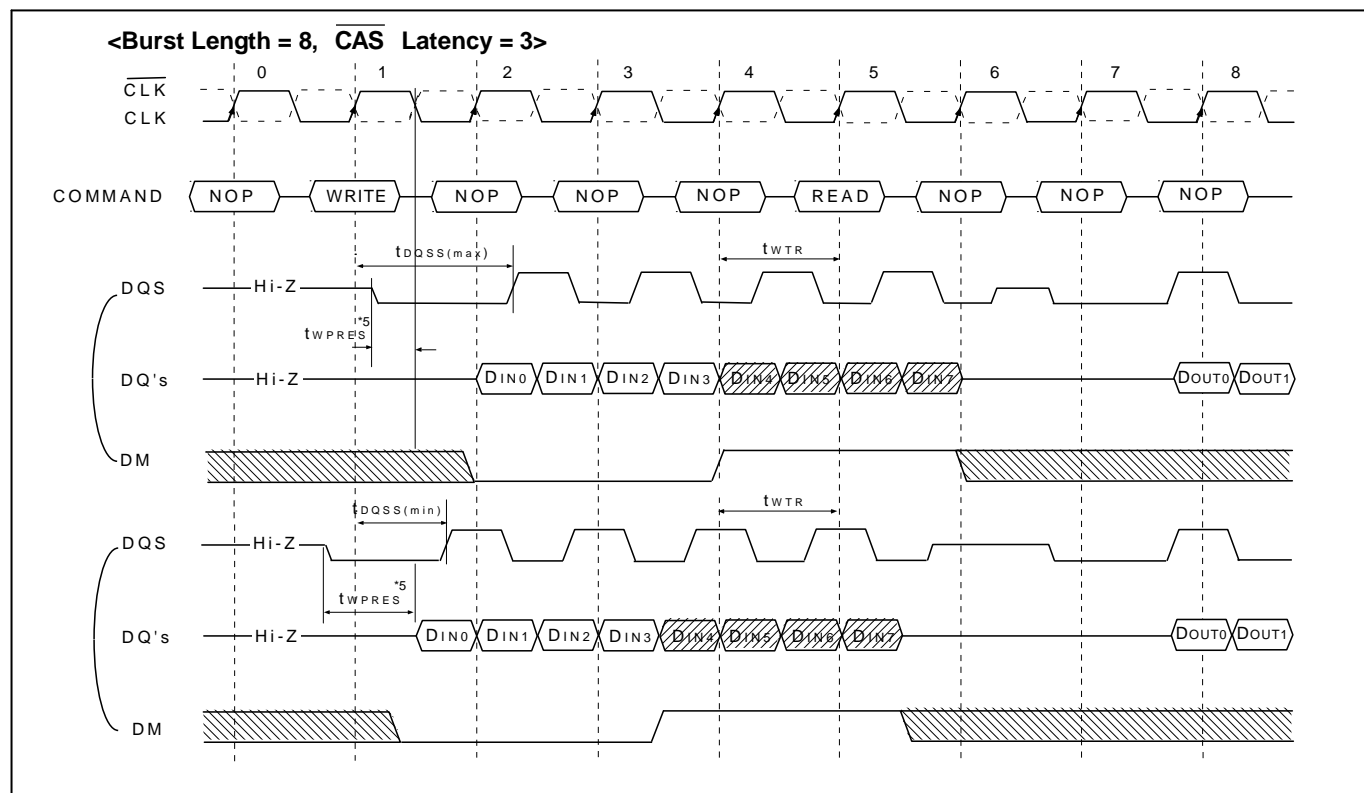 <Burst Length = 8, CAS Latency = 3>
0 1 2 3 4 5 6 7 8
CLK
CLK
COMMAND NOP WRITE NOP NOP NOP READ NOP NOP NOP
tDQSS(max) tWTR
DQS Hi-Z
tWPRES*5
DQ's Hi-Z DIN0 DIN1 DIN2 DIN3 DIN4 DIN5 DIN6 DIN7 DOUT0 DOUT1
DM
tDQSS(min) tWTR
DQS Hi-Z
tWPRES*5
DQ's Hi-Z DIN0 DIN1 DIN2 DIN3 DIN4 DIN5 DIN6 DIN7 DOUT0 DOUT1
DM